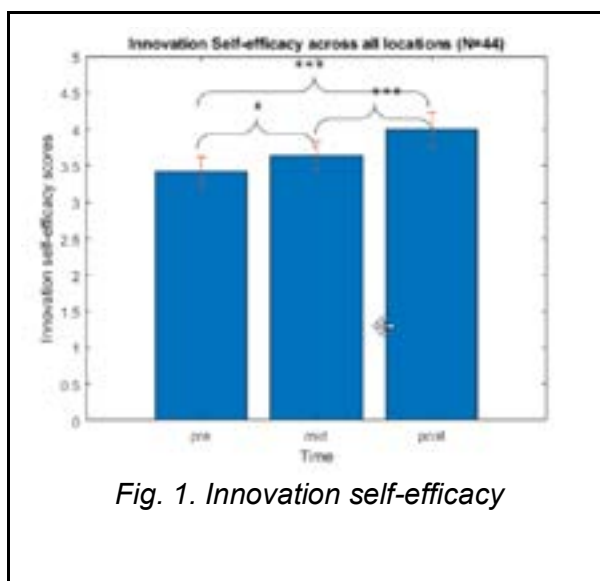 Innovation Self-efficacy across all locations (N=44)
5
4.5
4
3.5
3
2.5
2
1.5
1
0.5
0
Innovation self-efficacy scores
***
*
***
pre
mid
post
Time
Fig. 1. Innovation self-efficacy